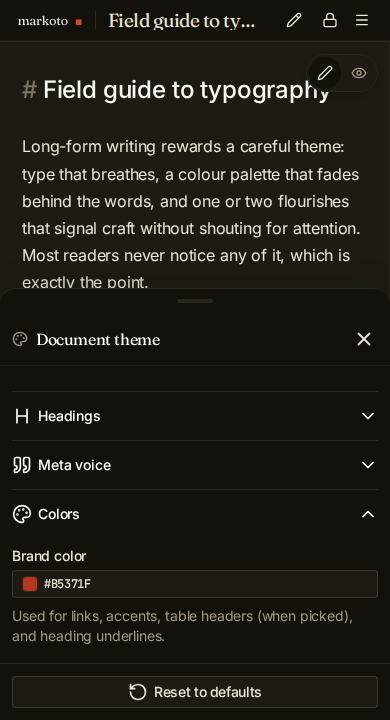 markoto
Field guide to ty...
# Field guide to typography
Long-form writing rewards a careful theme:
type that breathes, a colour palette that fades
behind the words, and one or two flourishes
that signal craft without shouting for attention.
Most readers never notice any of it, which is
exactly the point.
Document theme
Headings
Meta voice
Colors
Brand color
#B5371F
Used for links, accents, table headers (when picked),
and heading underlines.
Reset to defaults